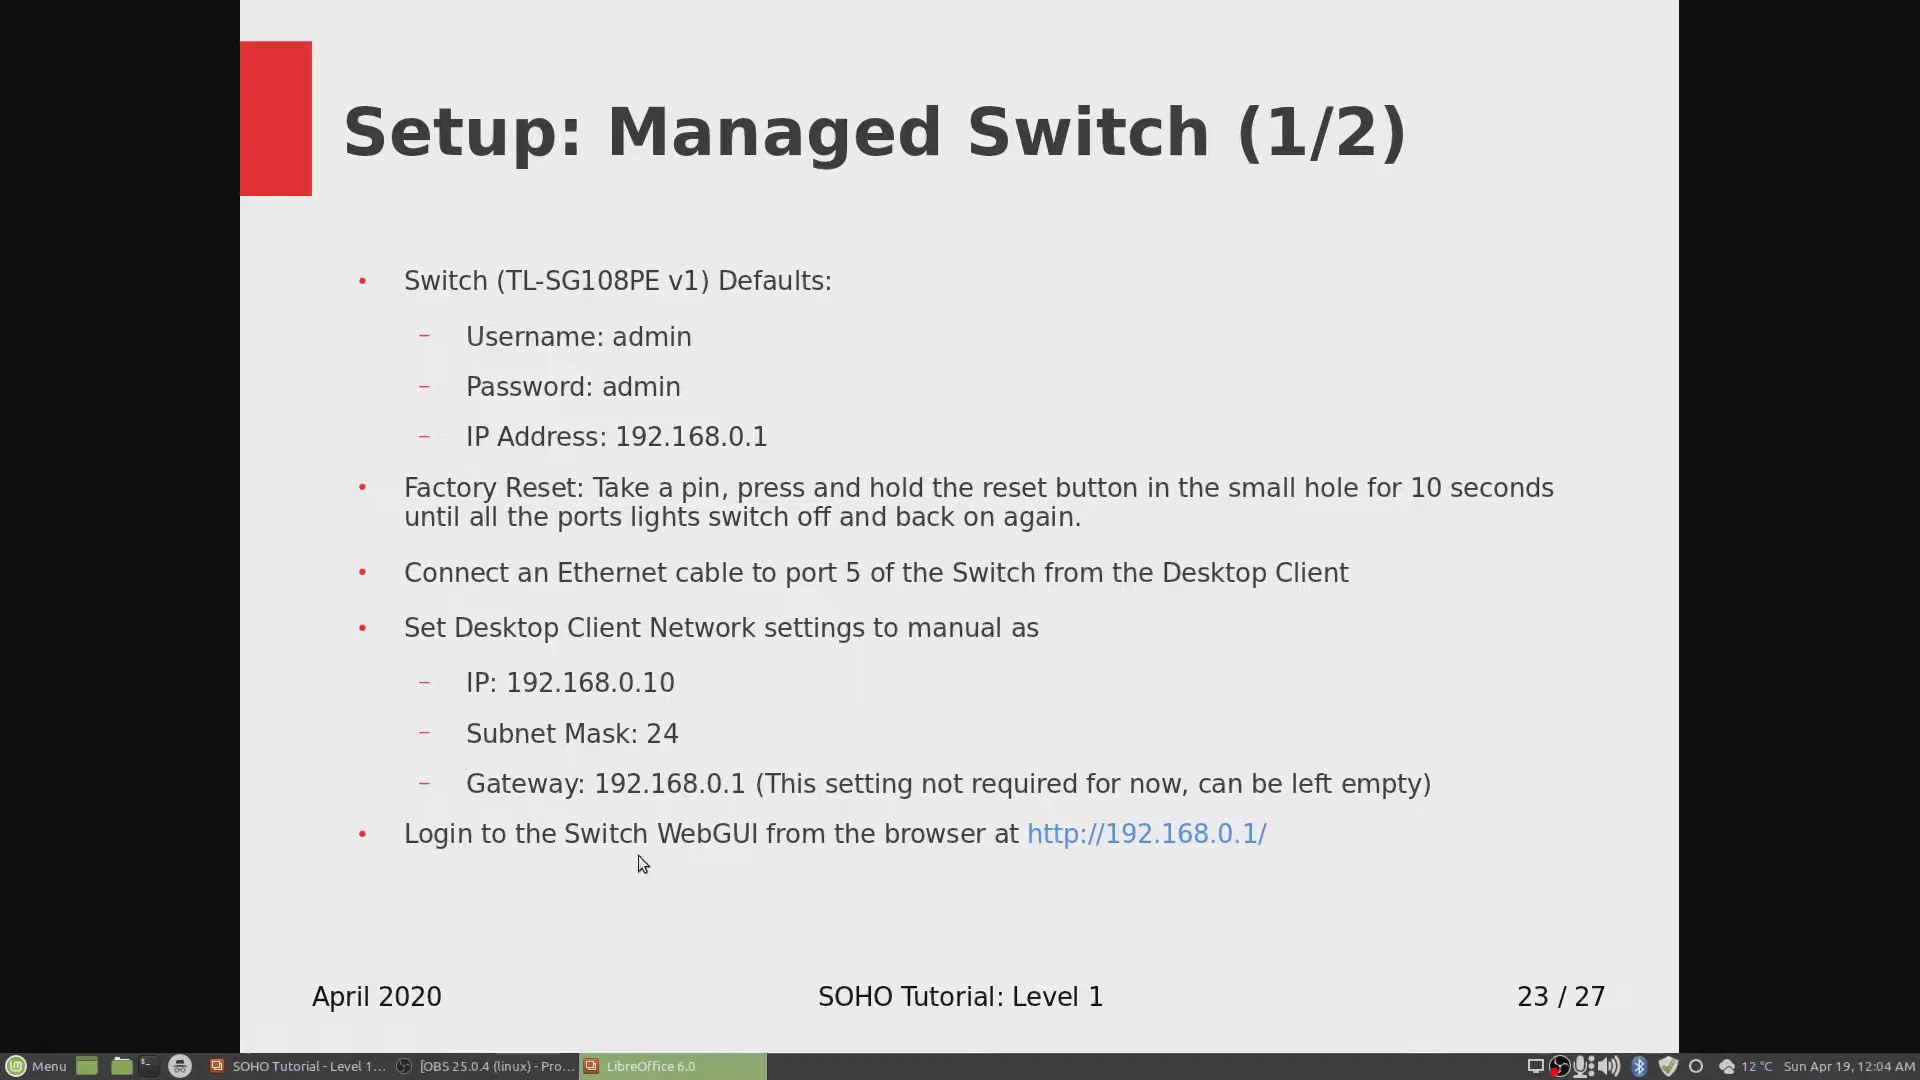 Setup: Managed Switch (1/2)
• Switch (TL-SG108PE v1) Defaults:
– Username: admin
– Password: admin
– IP Address: 192.168.0.1
• Factory Reset: Take a pin, press and hold the reset button in the small hole for 10 seconds
until all the ports lights switch off and back on again.
• Connect an Ethernet cable to port 5 of the Switch from the Desktop Client
• Set Desktop Client Network settings to manual as
– IP: 192.168.0.10
– Subnet Mask: 24
– Gateway: 192.168.0.1 (This setting not required for now, can be left empty)
• Login to the Switch WebGUI from the browser at http://192.168.0.1/
April 2020 SOHO Tutorial: Level 1 23 / 27
Menu SOHO Tutorial - Level 1... [OBS 25.0.4 (linux) - Pro... LibreOffice 6.0 12 °C Sun Apr 19, 12:04 AM